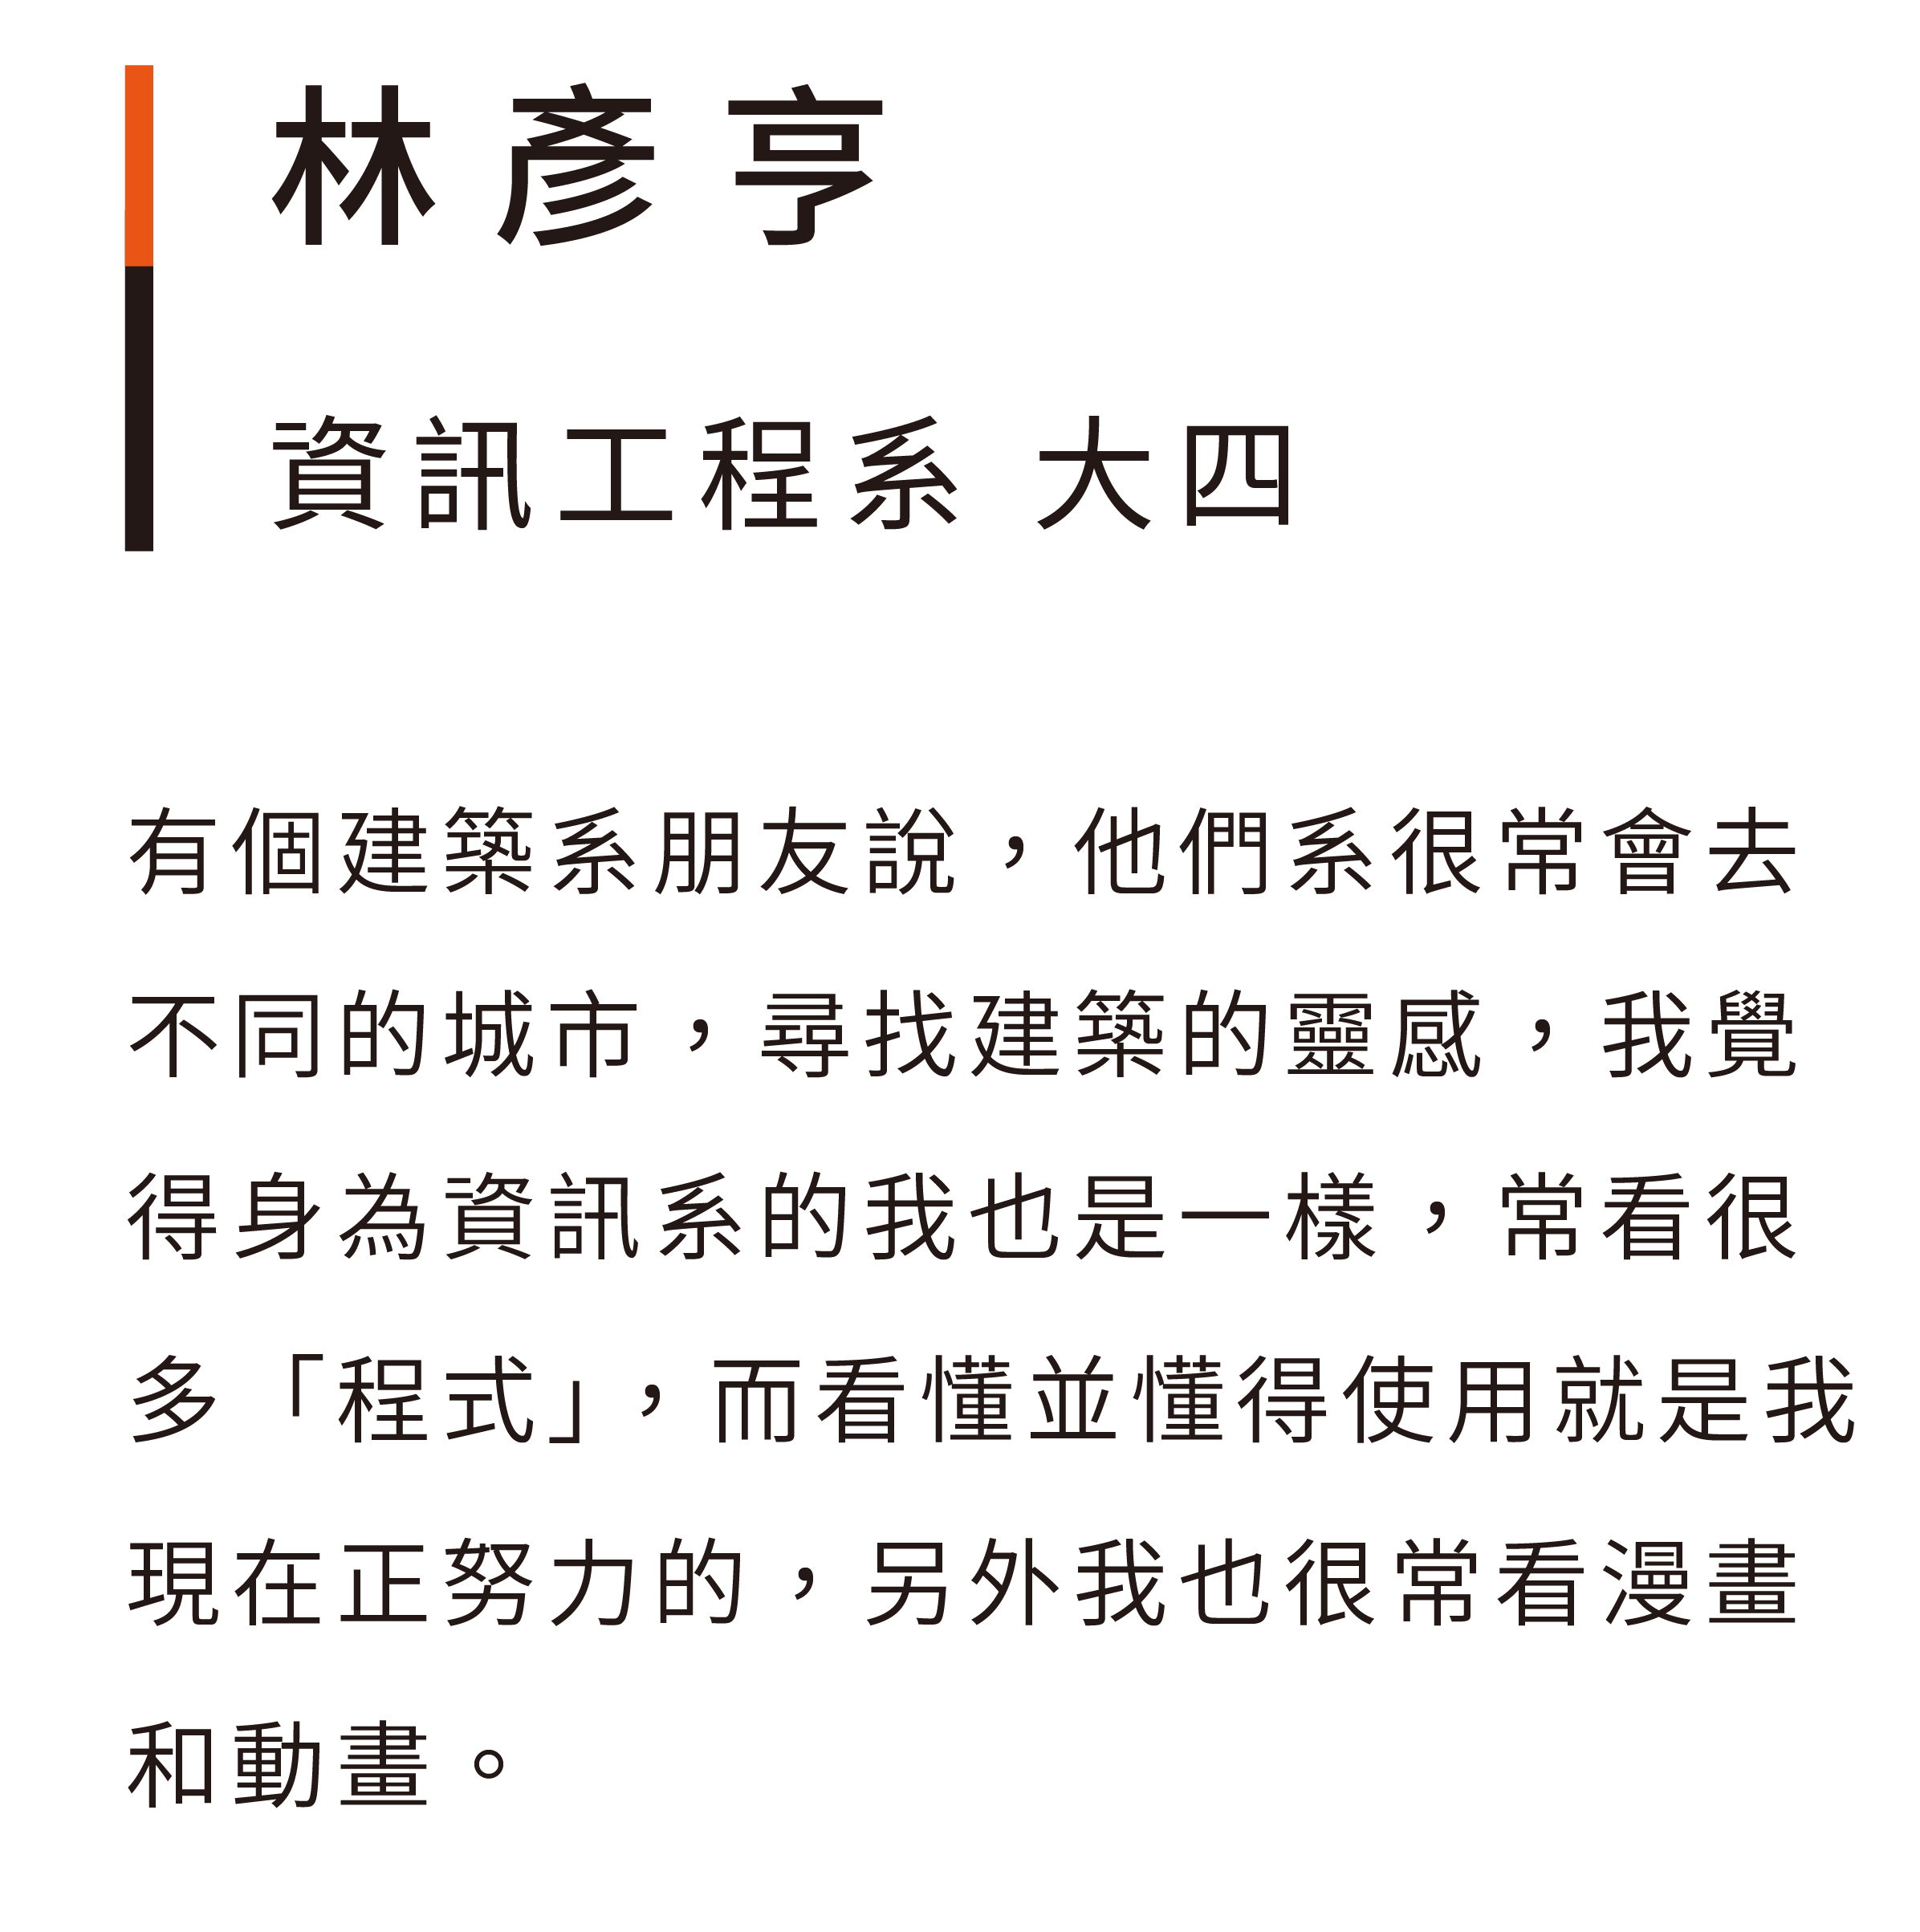 林彥亨
資訊工程系 大四
有個建築系朋友說，他們系很常會去
不同的城市，尋找建築的靈感，我覺
得身為資訊系的我也是一樣，常看很
多「程式」，而看懂並懂得使用就是我
現在正努力的，另外我也很常看漫畫
和動畫。